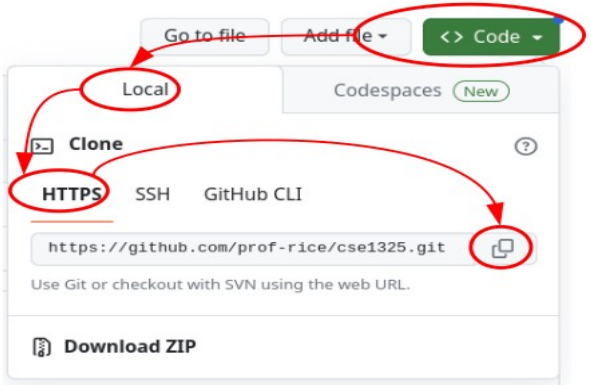 Go to file Add file <> Code
Local Codespaces New
Clone ?
HTTPS SSH GitHub CLI
https://github.com/prof-rice/cse1325.git
Use Git or checkout with SVN using the web URL.
Download ZIP